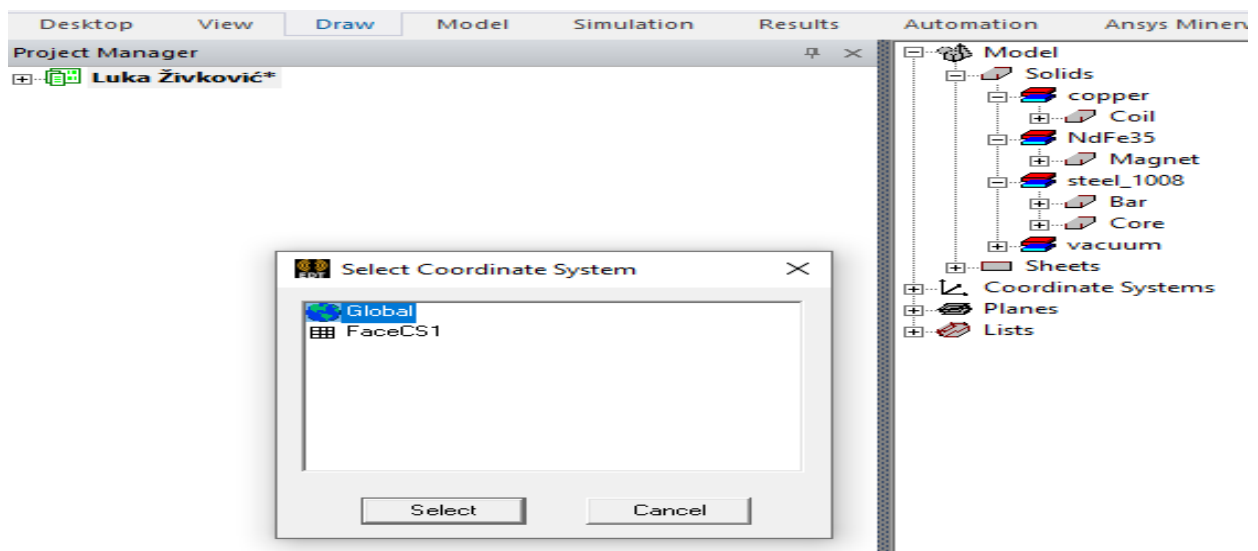 Desktop View Draw Model Simulation Results Automation Ansys Minerv
Project Manager
Luka Živković*
Model
Solids
copper
Coil
NdFe35
Magnet
steel_1008
Bar
Core
vacuum
Sheets
Coordinate Systems
Planes
Lists
EDT Select Coordinate System
Global
FaceCS1
Select Cancel